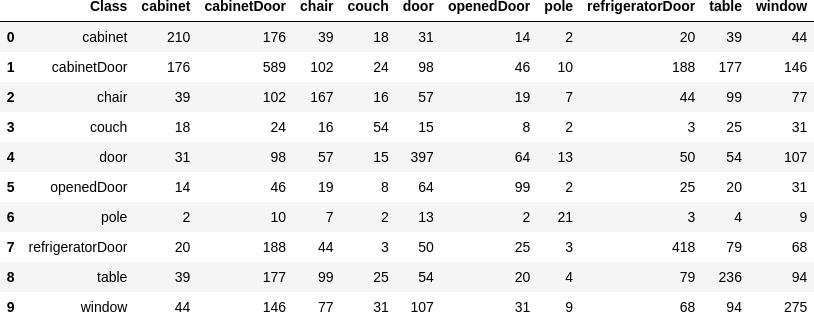 Class cabinet cabinetDoor chair couch door openedDoor pole refrigeratorDoor table window
0 cabinet 210 176 39 18 31 14 2 20 39 44
1 cabinetDoor 176 589 102 24 98 46 10 188 177 146
2 chair 39 102 167 16 57 19 7 44 99 77
3 couch 18 24 16 54 15 8 2 3 25 31
4 door 31 98 57 15 397 64 13 50 54 107
5 openedDoor 14 46 19 8 64 99 2 25 20 31
6 pole 2 10 7 2 13 2 21 3 4 9
7 refrigeratorDoor 20 188 44 3 50 25 3 418 79 68
8 table 39 177 99 25 54 20 4 79 236 94
9 window 44 146 77 31 107 31 9 68 94 275